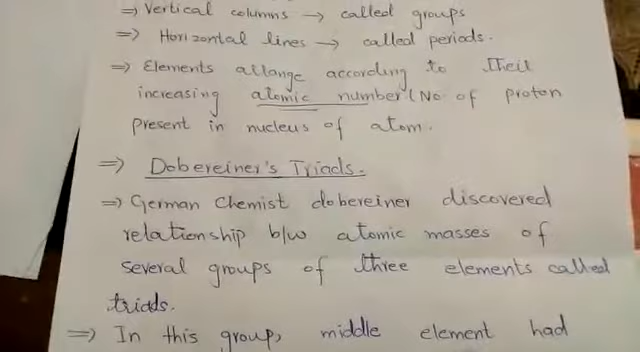 ⇒ Vertical columns → called groups
⇒ Horizontal lines → called periods.
⇒ Elements allange according to their
increasing atomic number (No of proton
present in nucleus of atom.
⇒ Dobereiner's Triads.
⇒ German Chemist dobereiner discovered
relationship b/w atomic masses of
several groups of three elements called
triads.
⇒ In this group, middle element had